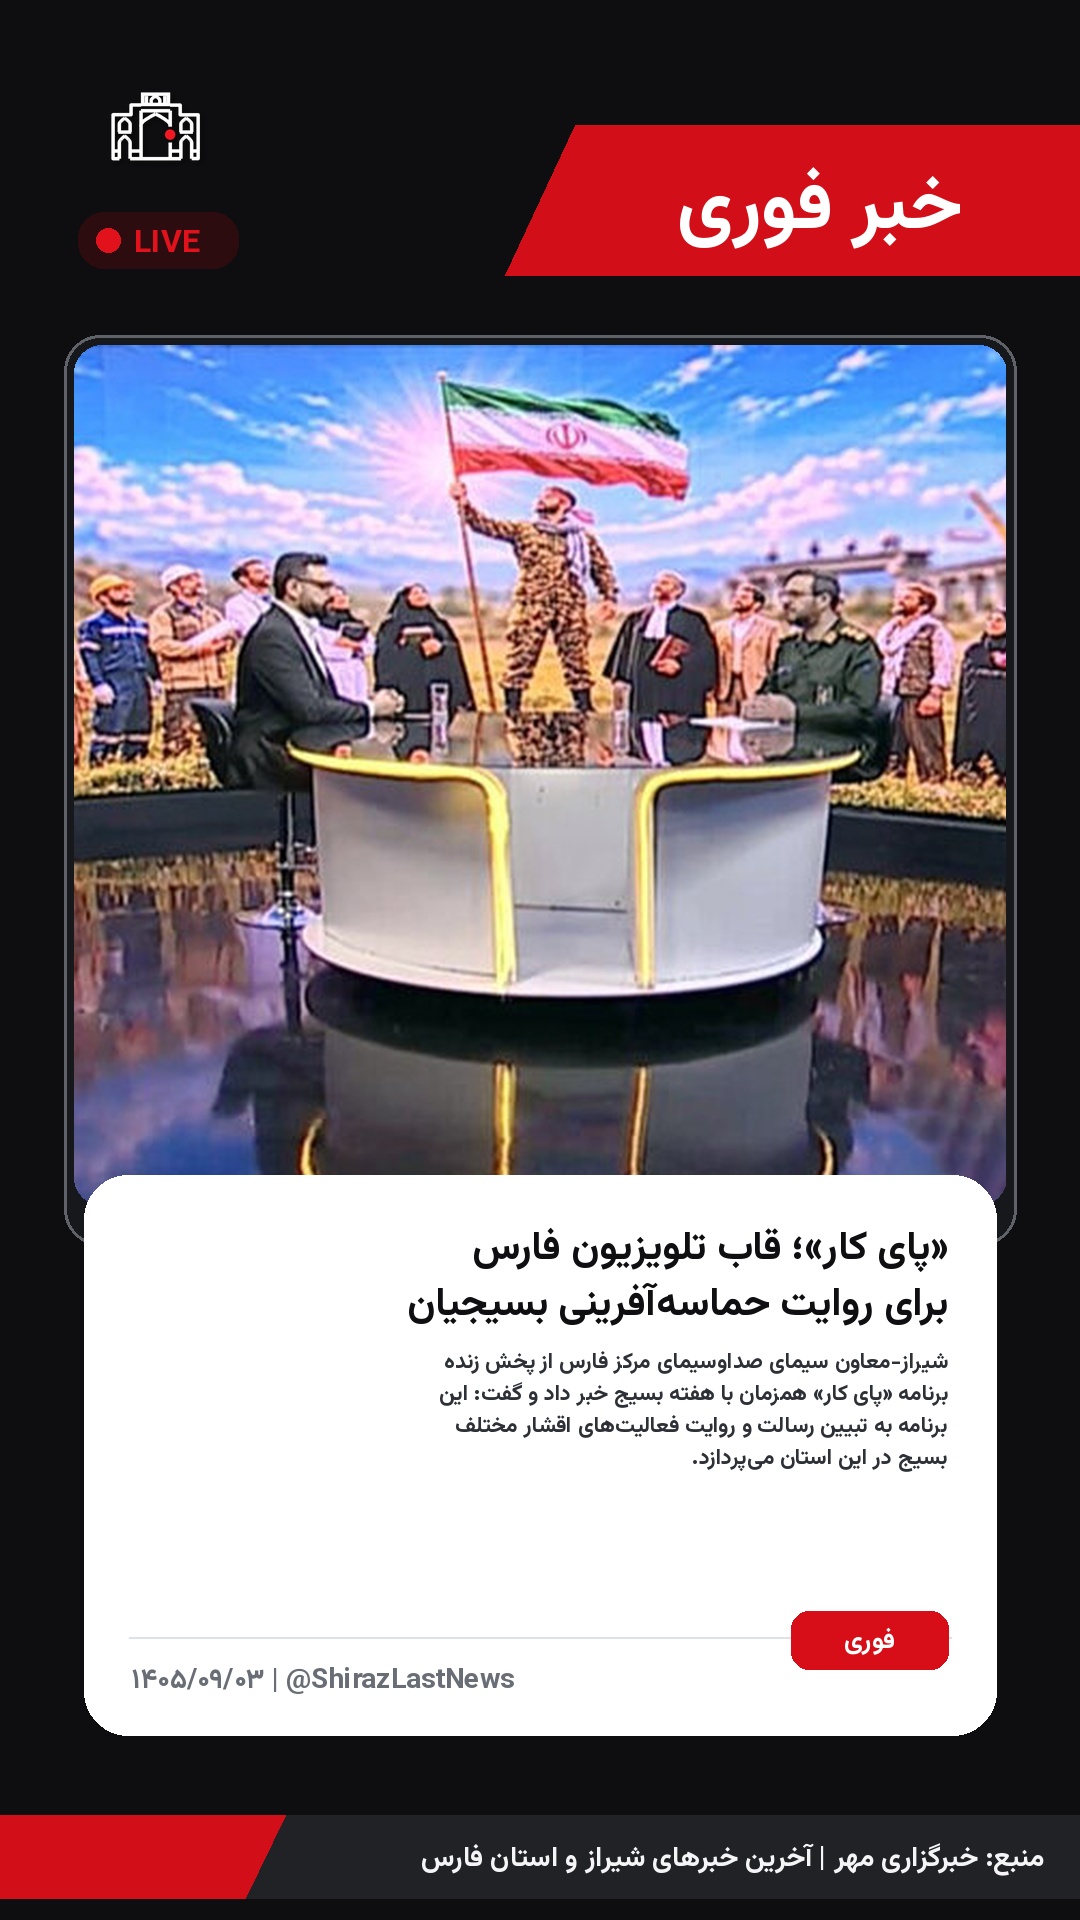 خبر فوری
LIVE
«پای کار»؛ قاب تلویزیون فارس
برای روایت حماسه‌آفرینی بسیجیان
شیراز-معاون سیمای صداوسیمای مرکز فارس از پخش زنده
برنامه «پای کار» همزمان با هفته بسیج خبر داد و گفت: این
برنامه به تبیین رسالت و روایت فعالیت‌های اقشار مختلف
بسیج در این استان می‌پردازد.
فوری
۱۴۰۵/۰۹/۰۳ | @ShirazLastNews
منبع: خبرگزاری مهر | آخرین خبرهای شیراز و استان فارس